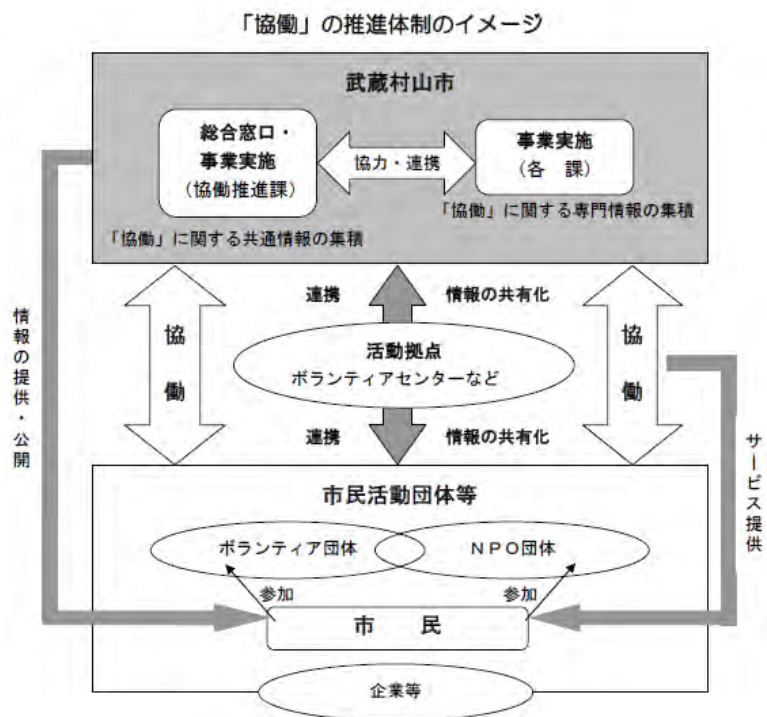 「協働」の推進体制のイメージ
武蔵村山市
総合窓口・
事業実施
（協働推進課）
協力・連携
事業実施
（各　課）
「協働」に関する共通情報の集積
「協働」に関する専門情報の集積
情報の提供・公開
協働
連携
情報の共有化
協働
活動拠点
ボランティアセンターなど
連携
情報の共有化
サービス提供
市民活動団体等
ボランティア団体
ＮＰＯ団体
参加
参加
市　　民
企業等